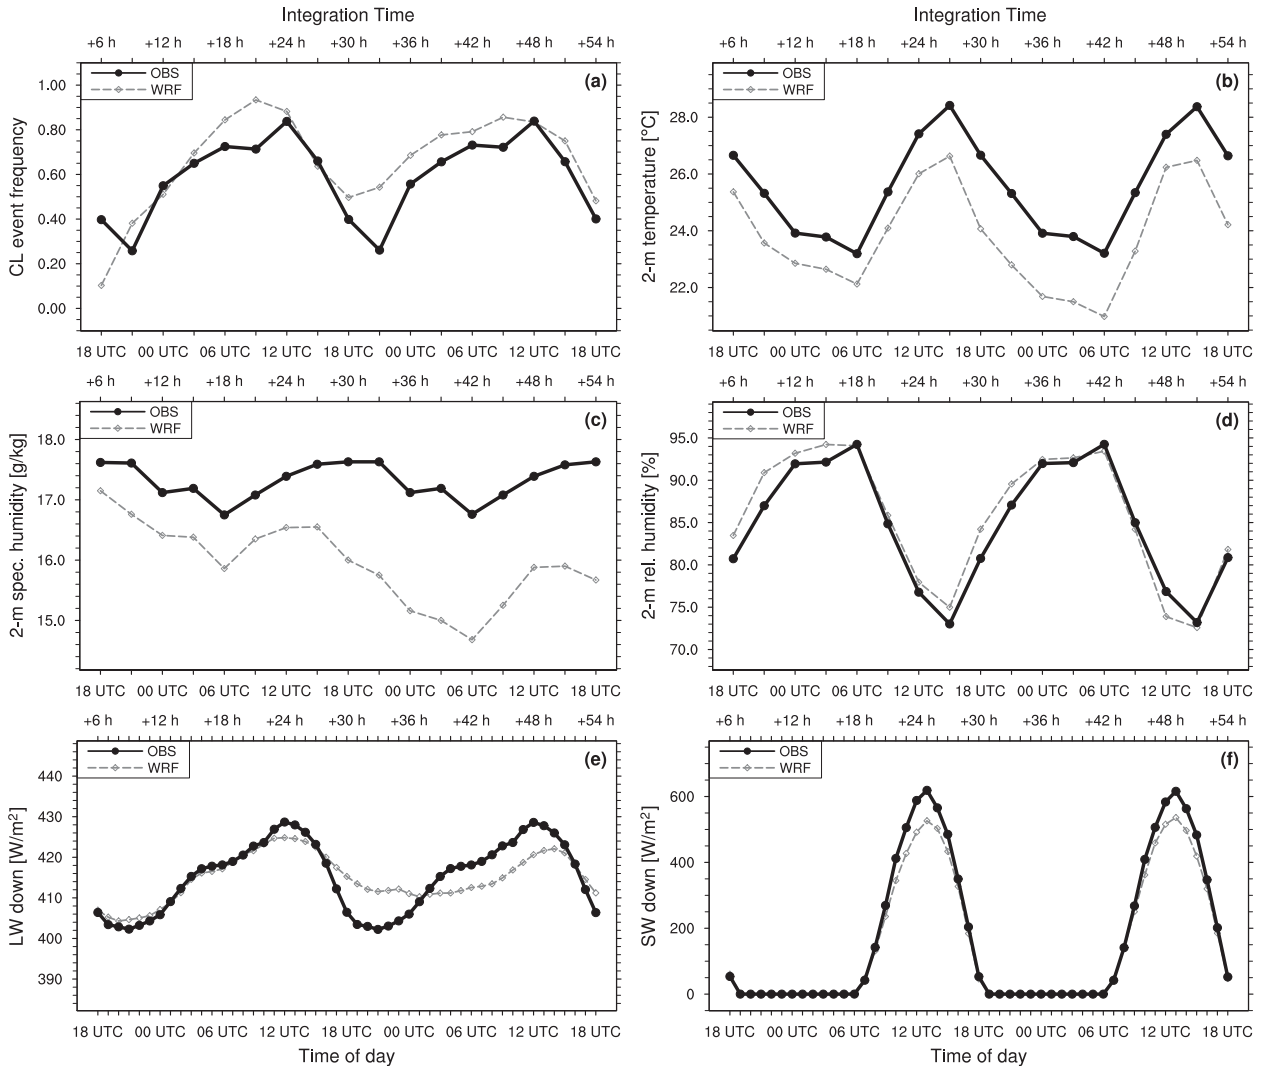 Integration Time
+6 h +12 h +18 h +24 h +30 h +36 h +42 h +48 h +54 h
OBS
WRF
(a)
CL event frequency
1.00
0.80
0.60
0.40
0.20
0.00
18 UTC 00 UTC 06 UTC 12 UTC 18 UTC 00 UTC 06 UTC 12 UTC 18 UTC
Integration Time
+6 h +12 h +18 h +24 h +30 h +36 h +42 h +48 h +54 h
OBS
WRF
(b)
2-m temperature [°C]
28.0
26.0
24.0
22.0
18 UTC 00 UTC 06 UTC 12 UTC 18 UTC 00 UTC 06 UTC 12 UTC 18 UTC
+6 h +12 h +18 h +24 h +30 h +36 h +42 h +48 h +54 h
OBS
WRF
(c)
2-m spec. humidity [g/kg]
18.0
17.0
16.0
15.0
18 UTC 00 UTC 06 UTC 12 UTC 18 UTC 00 UTC 06 UTC 12 UTC 18 UTC
+6 h +12 h +18 h +24 h +30 h +36 h +42 h +48 h +54 h
OBS
WRF
(d)
2-m rel. humidity [%]
95.0
90.0
85.0
80.0
75.0
70.0
18 UTC 00 UTC 06 UTC 12 UTC 18 UTC 00 UTC 06 UTC 12 UTC 18 UTC
+6 h +12 h +18 h +24 h +30 h +36 h +42 h +48 h +54 h
OBS
WRF
(e)
LW down [W/m²]
440
430
420
410
400
390
18 UTC 00 UTC 06 UTC 12 UTC 18 UTC 00 UTC 06 UTC 12 UTC 18 UTC
Time of day
+6 h +12 h +18 h +24 h +30 h +36 h +42 h +48 h +54 h
OBS
WRF
(f)
SW down [W/m²]
600
400
200
0
18 UTC 00 UTC 06 UTC 12 UTC 18 UTC 00 UTC 06 UTC 12 UTC 18 UTC
Time of day